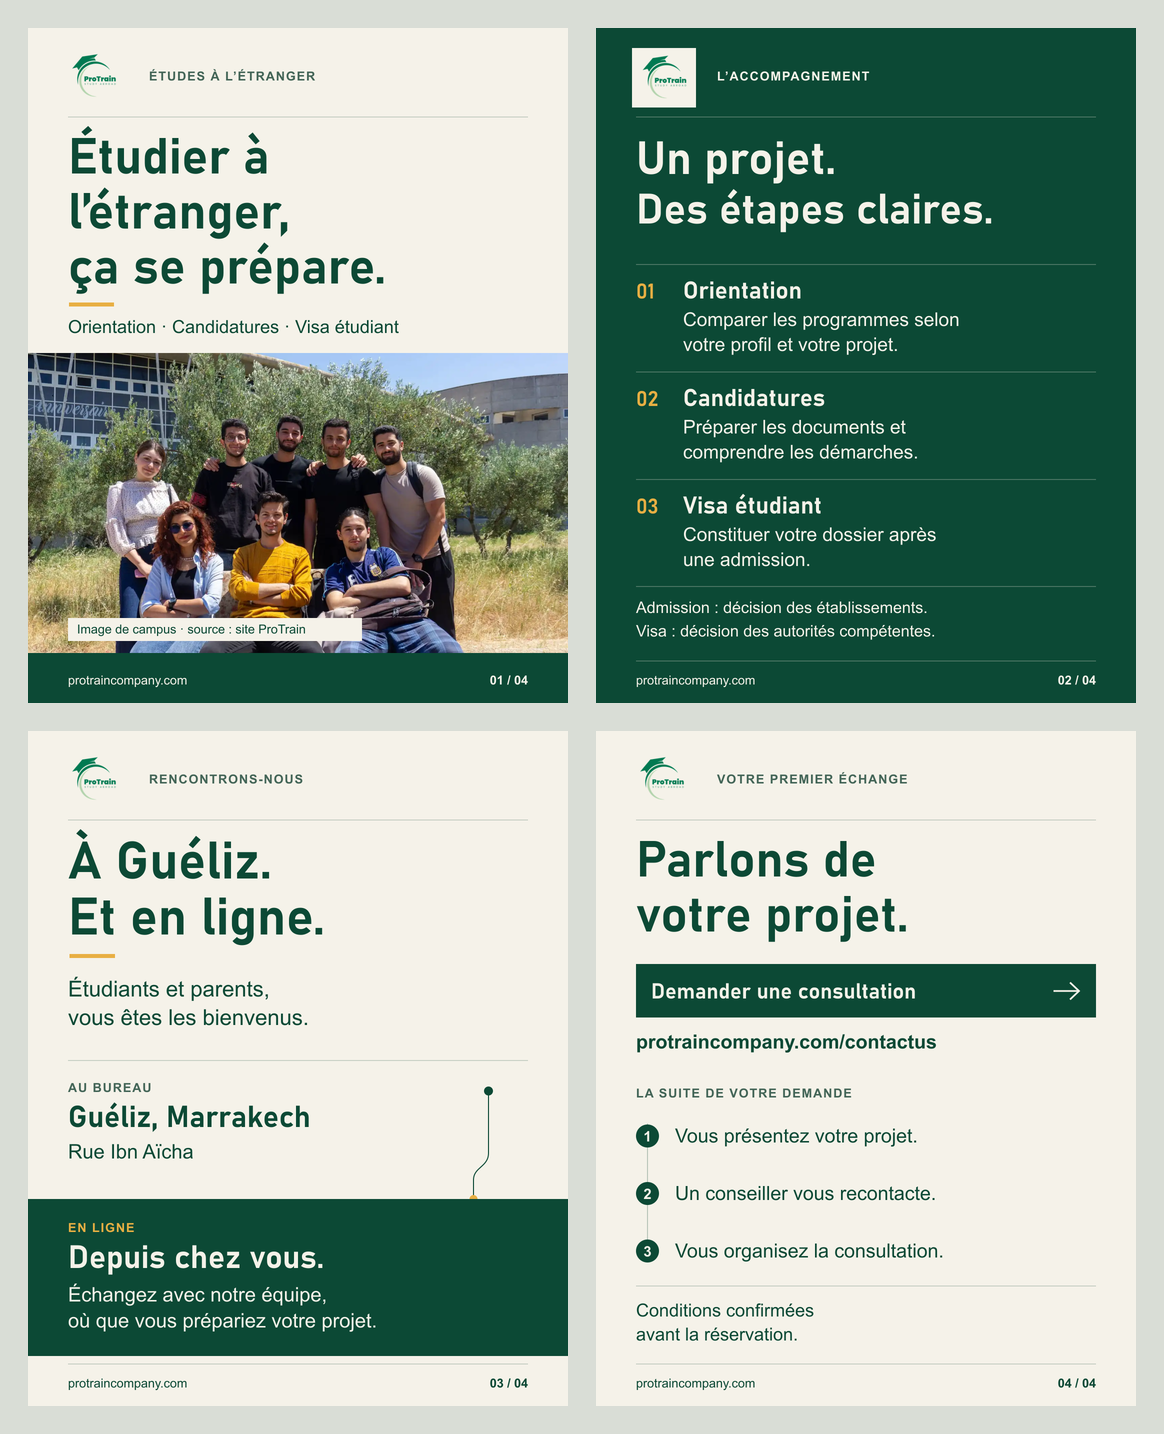 ProTrain
ÉTUDES À L’ÉTRANGER
Étudier à
l’étranger,
ça se prépare.
Orientation · Candidatures · Visa étudiant
Anniversaire
Image de campus · source : site ProTrain
protraincompany.com
01 / 04
ProTrain
L’ACCOMPAGNEMENT
Un projet.
Des étapes claires.
01 Orientation
Comparer les programmes selon
votre profil et votre projet.
02 Candidatures
Préparer les documents et
comprendre les démarches.
03 Visa étudiant
Constituer votre dossier après
une admission.
Admission : décision des établissements.
Visa : décision des autorités compétentes.
protraincompany.com
02 / 04
ProTrain
RENCONTRONS-NOUS
À Guéliz.
Et en ligne.
Étudiants et parents,
vous êtes les bienvenus.
AU BUREAU
Guéliz, Marrakech
Rue Ibn Aïcha
EN LIGNE
Depuis chez vous.
Échangez avec notre équipe,
où que vous prépariez votre projet.
protraincompany.com
03 / 04
ProTrain
VOTRE PREMIER ÉCHANGE
Parlons de
votre projet.
Demander une consultation
protraincompany.com/contactus
LA SUITE DE VOTRE DEMANDE
1 Vous présentez votre projet.
2 Un conseiller vous recontacte.
3 Vous organisez la consultation.
Conditions confirmées
avant la réservation.
protraincompany.com
04 / 04